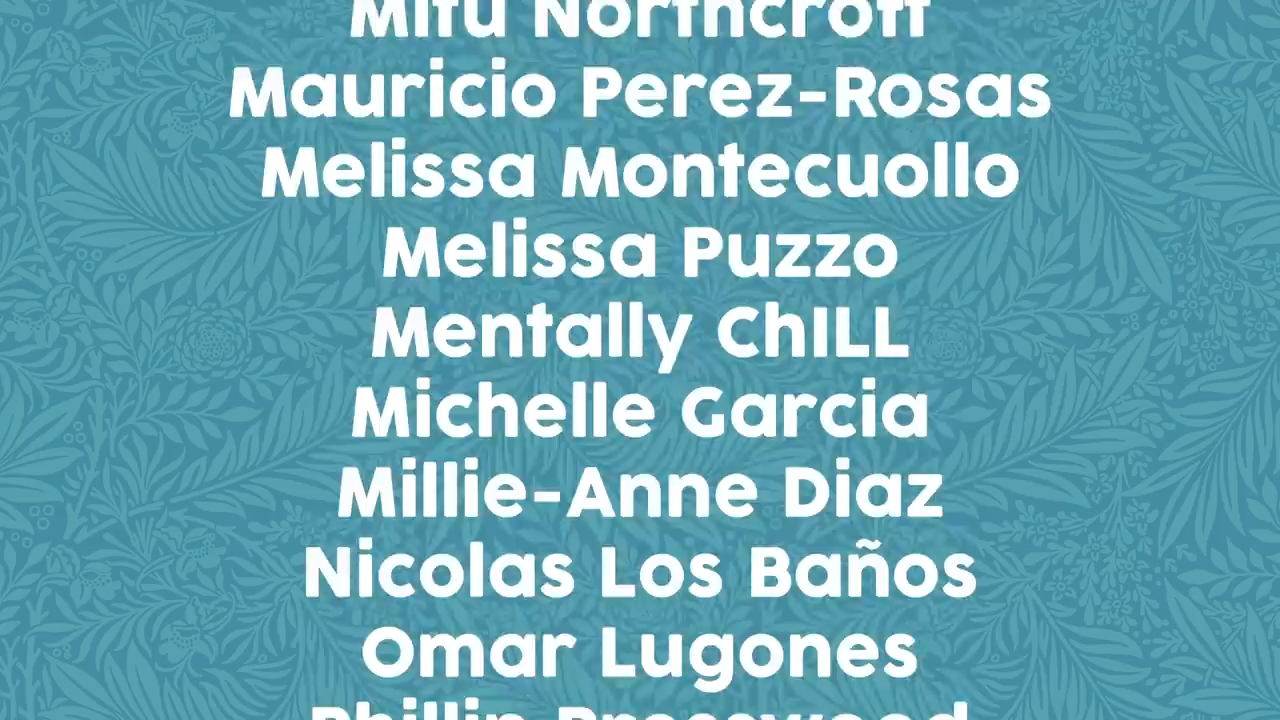 Northcroft
Mauricio Perez-Rosas
Melissa Montecuollo
Melissa Puzzo
Mentally ChILL
Michelle Garcia
Millie-Anne Diaz
Nicolas Los Baños
Omar Lugones